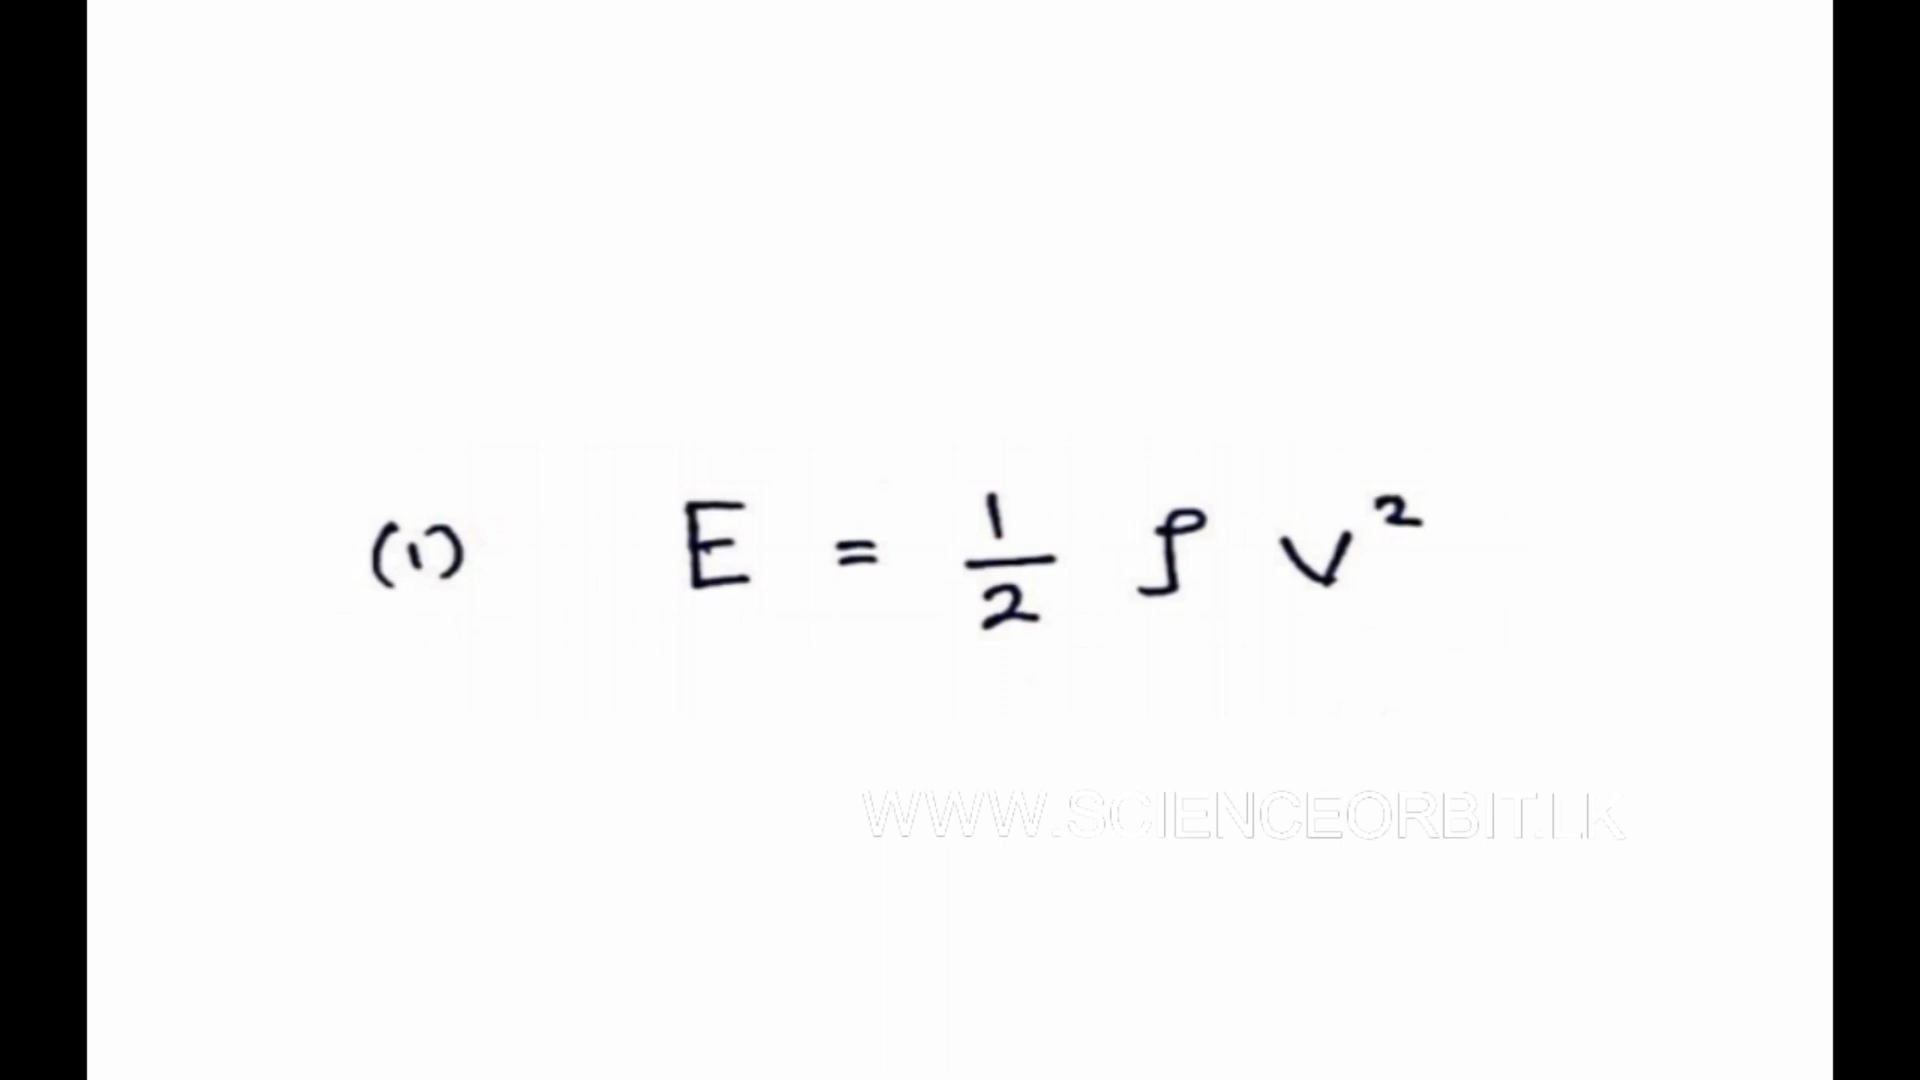 (1) E = 1/2 ρ v²
WWW.SCIENCEORBIT.LK